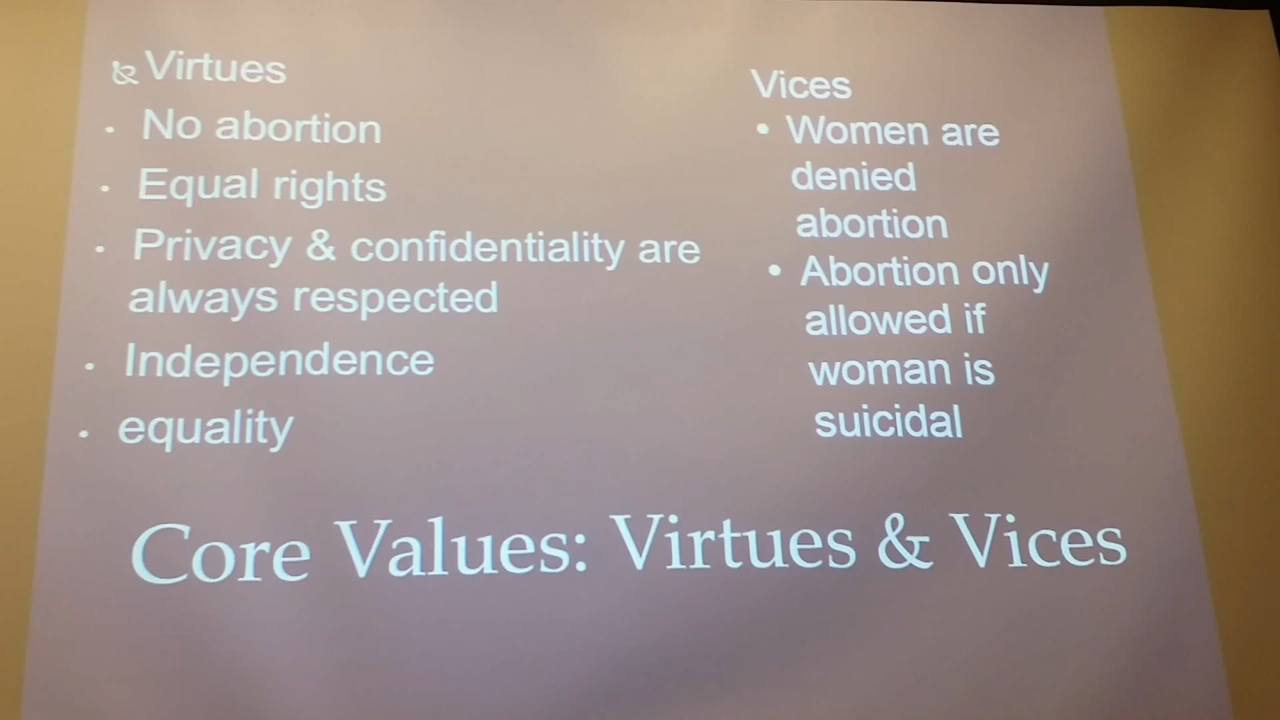 Virtues
• No abortion
• Equal rights
• Privacy & confidentiality are
always respected
• Independence
• equality
Vices
• Women are
denied
abortion
• Abortion only
allowed if
woman is
suicidal
Core Values: Virtues & Vices